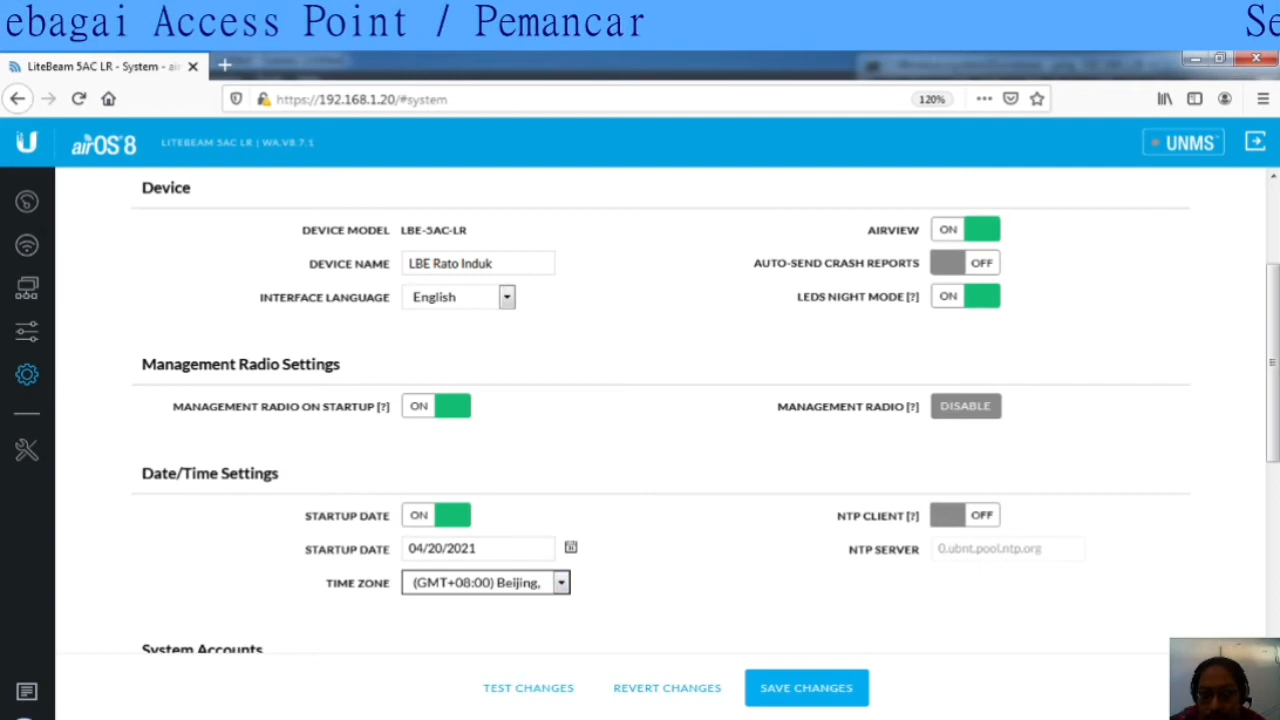 ebagai Access Point / Pemancar
Se
LiteBeam 5AC LR - System - air
https://192.168.1.20/#system
120%
airOS 8
LITEBEAM 5AC LR | WA.V8.7.1
UNMS
Device
DEVICE MODEL LBE-5AC-LR
AIRVIEW ON
DEVICE NAME LBE Rato Induk
AUTO-SEND CRASH REPORTS OFF
INTERFACE LANGUAGE English
LEDS NIGHT MODE [?] ON
Management Radio Settings
MANAGEMENT RADIO ON STARTUP [?] ON
MANAGEMENT RADIO [?] DISABLE
Date/Time Settings
STARTUP DATE ON
NTP CLIENT [?] OFF
STARTUP DATE 04/20/2021
NTP SERVER 0.ubnt.pool.ntp.org
TIME ZONE (GMT+08:00) Beijing,
System Accounts
TEST CHANGES REVERT CHANGES SAVE CHANGES